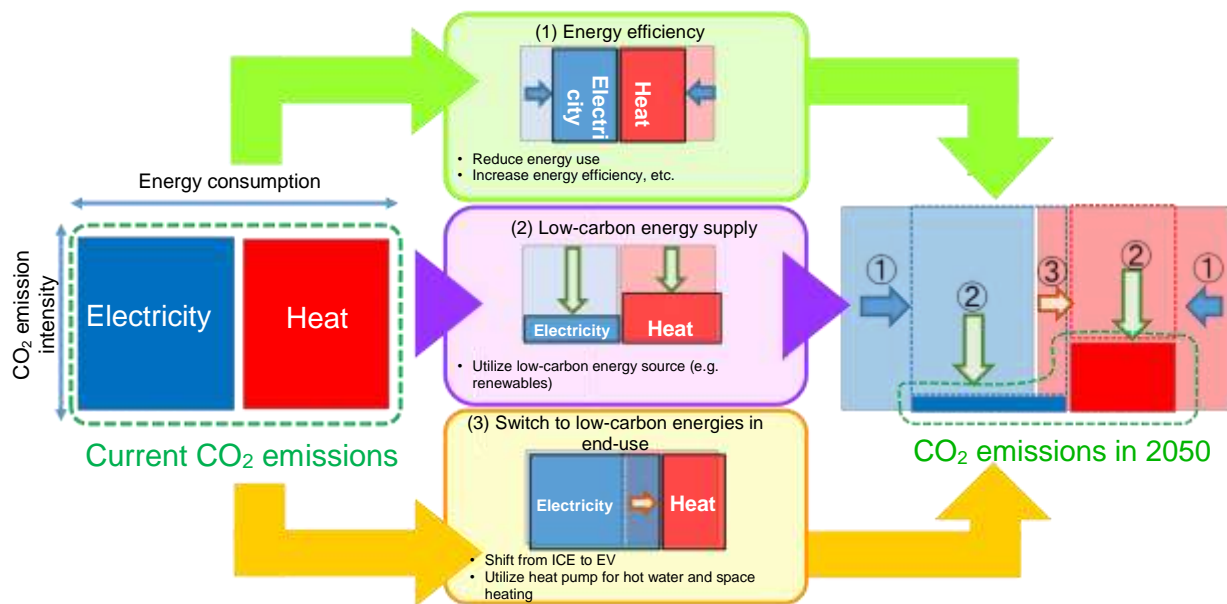 Energy consumption
CO₂ emission
intensity
Electricity
Heat
Current CO₂ emissions
(1) Energy efficiency
Electri
city
Heat
• Reduce energy use
• Increase energy efficiency, etc.
(2) Low-carbon energy supply
Electricity
Heat
• Utilize low-carbon energy source (e.g.
renewables)
(3) Switch to low-carbon energies in
end-use
Electricity
Heat
• Shift from ICE to EV
• Utilize heat pump for hot water and space
heating
①
②
③
②
①
CO₂ emissions in 2050